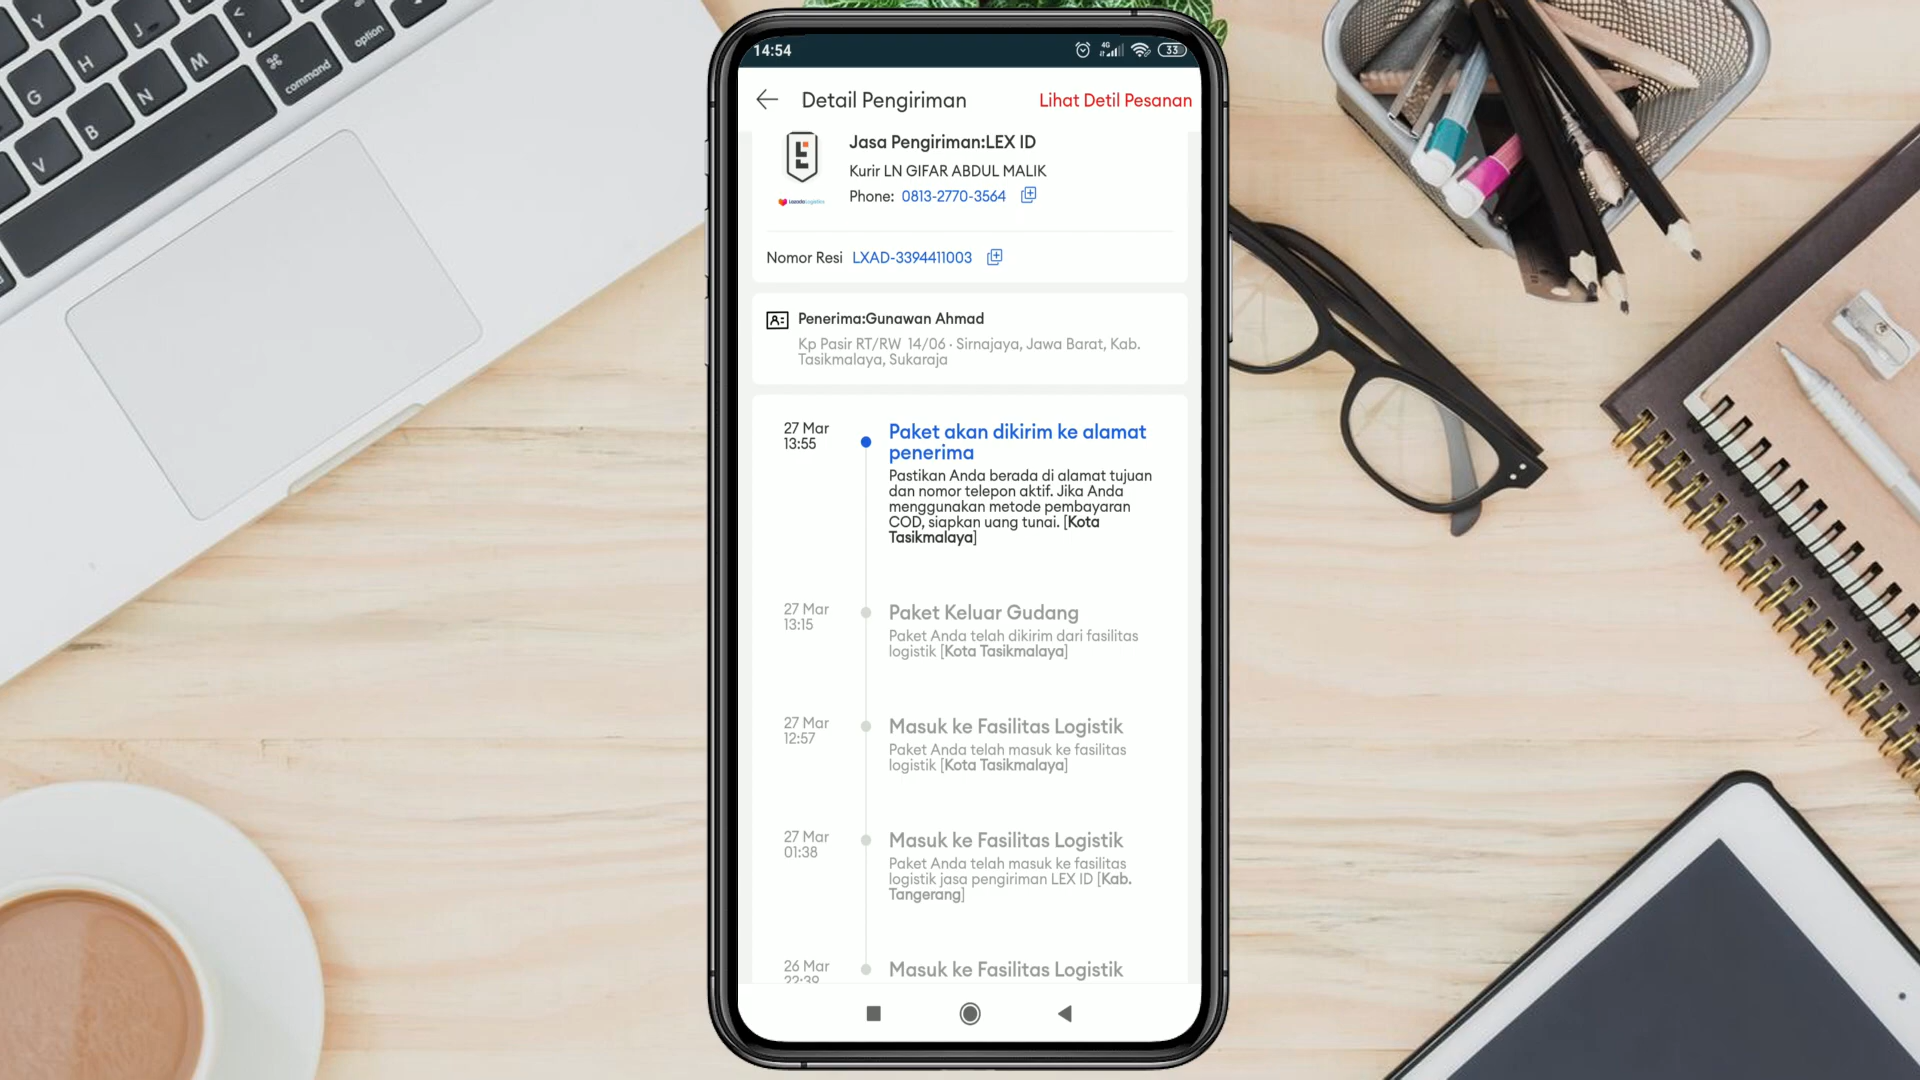 Y
J
<
H
M
⌘
option
G
N
command
B
V
14:54
4G
33
Detail Pengiriman
Lihat Detil Pesanan
Jasa Pengiriman:LEX ID
Kurir LN GIFAR ABDUL MALIK
Phone: 0813-2770-3564
LazadaLogistics
Nomor Resi LXAD-3394411003
Penerima:Gunawan Ahmad
Kp Pasir RT/RW 14/06 · Sirnajaya, Jawa Barat, Kab.
Tasikmalaya, Sukaraja
27 Mar
13:55
Paket akan dikirim ke alamat
penerima
Pastikan Anda berada di alamat tujuan
dan nomor telepon aktif. Jika Anda
menggunakan metode pembayaran
COD, siapkan uang tunai. [Kota
Tasikmalaya]
27 Mar
13:15
Paket Keluar Gudang
Paket Anda telah dikirim dari fasilitas
logistik [Kota Tasikmalaya]
27 Mar
12:57
Masuk ke Fasilitas Logistik
Paket Anda telah masuk ke fasilitas
logistik [Kota Tasikmalaya]
27 Mar
01:38
Masuk ke Fasilitas Logistik
Paket Anda telah masuk ke fasilitas
logistik jasa pengiriman LEX ID [Kab.
Tangerang]
26 Mar
22:39
Masuk ke Fasilitas Logistik